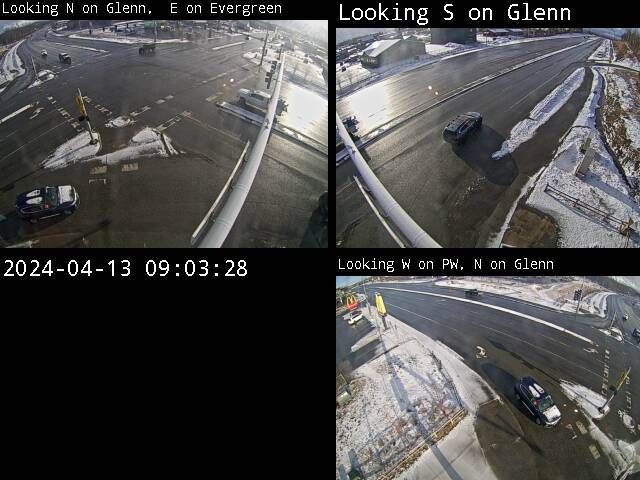 Looking N on Glenn,  E on Evergreen
Looking S on Glenn
2024-04-13 09:03:28
Looking W on PW, N on Glenn